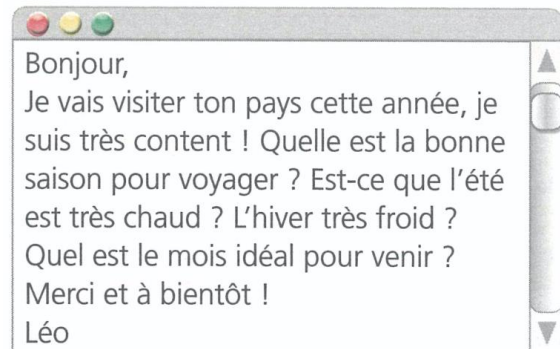 Bonjour,
Je vais visiter ton pays cette année, je
suis très content ! Quelle est la bonne
saison pour voyager ? Est-ce que l'été
est très chaud ? L'hiver très froid ?
Quel est le mois idéal pour venir ?
Merci et à bientôt !
Léo